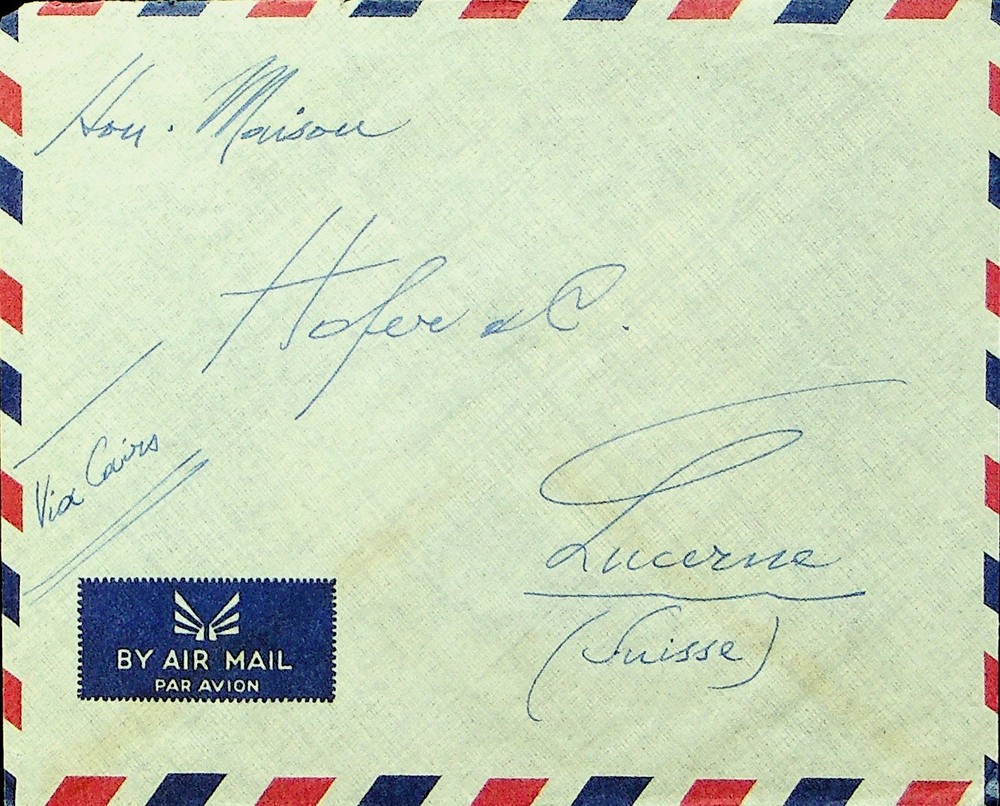 Hon. Maison
Hofer & C.
Via Cairo
Lucerne
(Suisse)
BY AIR MAIL
PAR AVION